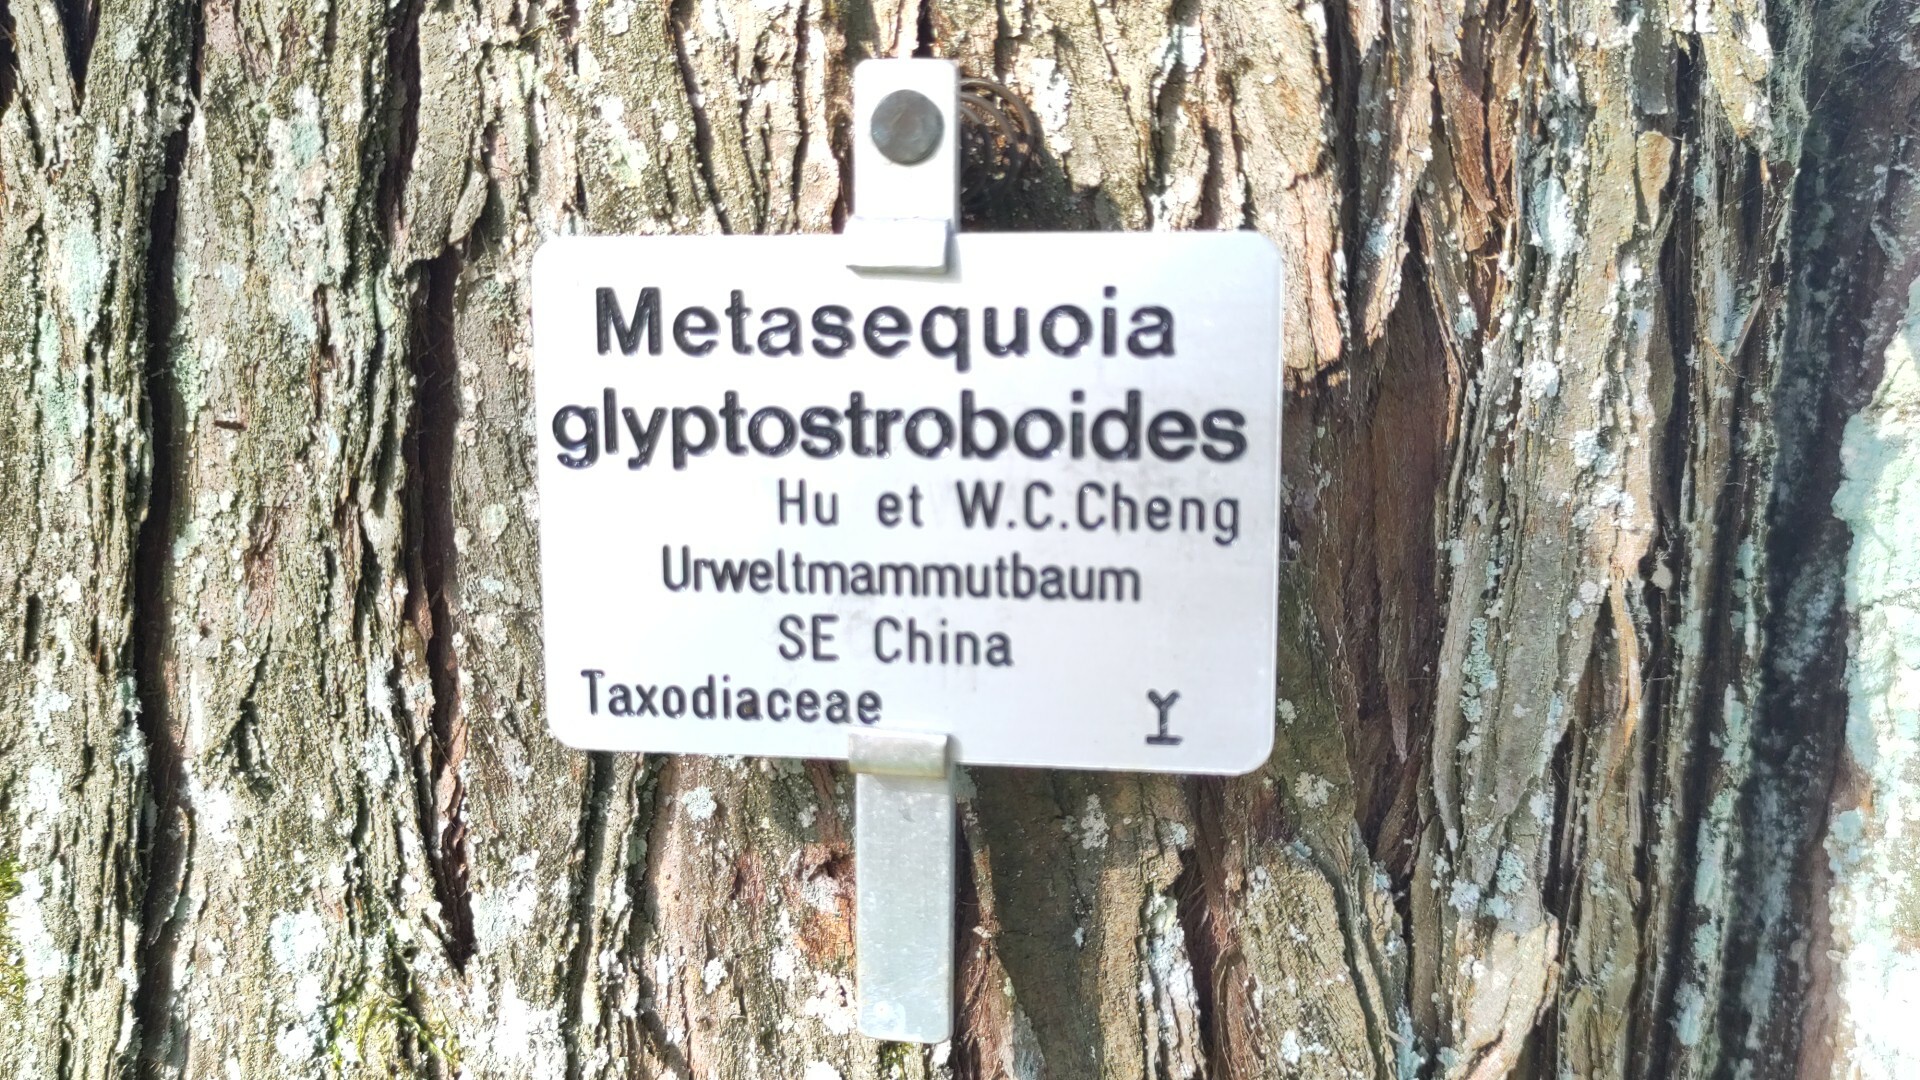 Metasequoia
glyptostroboides
Hu et W.C.Cheng
Urweltmammutbaum
SE China
Taxodiaceae